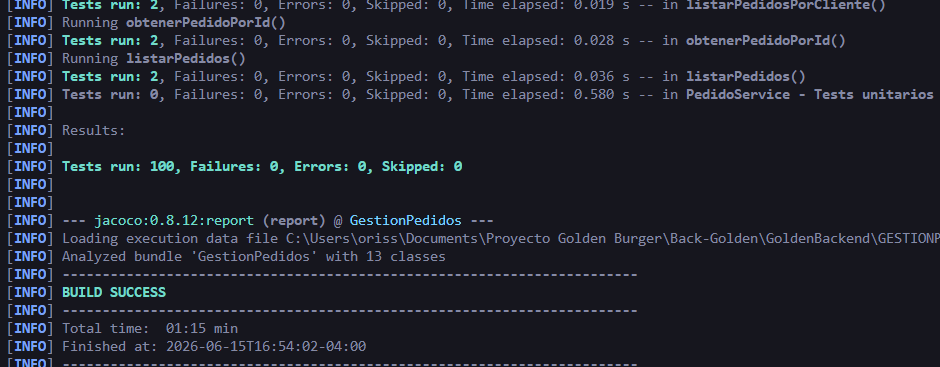 [INFO] Tests run: 2, Failures: 0, Errors: 0, Skipped: 0, Time elapsed: 0.019 s -- in listarPedidosPorCliente()
[INFO] Running obtenerPedidoPorId()
[INFO] Tests run: 2, Failures: 0, Errors: 0, Skipped: 0, Time elapsed: 0.028 s -- in obtenerPedidoPorId()
[INFO] Running listarPedidos()
[INFO] Tests run: 2, Failures: 0, Errors: 0, Skipped: 0, Time elapsed: 0.036 s -- in listarPedidos()
[INFO] Tests run: 0, Failures: 0, Errors: 0, Skipped: 0, Time elapsed: 0.580 s -- in PedidoService - Tests unitarios
[INFO]
[INFO] Results:
[INFO]
[INFO] Tests run: 100, Failures: 0, Errors: 0, Skipped: 0
[INFO]
[INFO]
[INFO] --- jacoco:0.8.12:report (report) @ GestionPedidos ---
[INFO] Loading execution data file C:\Users\oriss\Documents\Proyecto Golden Burger\Back-Golden\GoldenBackend\GESTIONP
[INFO] Analyzed bundle 'GestionPedidos' with 13 classes
[INFO] ------------------------------------------------------------------------
[INFO] BUILD SUCCESS
[INFO] ------------------------------------------------------------------------
[INFO] Total time:  01:15 min
[INFO] Finished at: 2026-06-15T16:54:02-04:00
[INFO] ------------------------------------------------------------------------